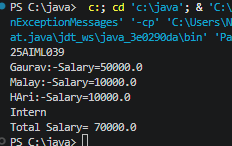 PS C:\java>  c:; cd 'c:\java'; & 'C:\
nExceptionMessages' '-cp' 'C:\Users\N
at.java\jdt_ws\java_3e0290da\bin' 'Pa
25AIML039
Gaurav:-Salary=50000.0
Malay:-Salary=10000.0
HAri:-Salary=10000.0
Intern
Total Salary= 70000.0
PS C:\java>